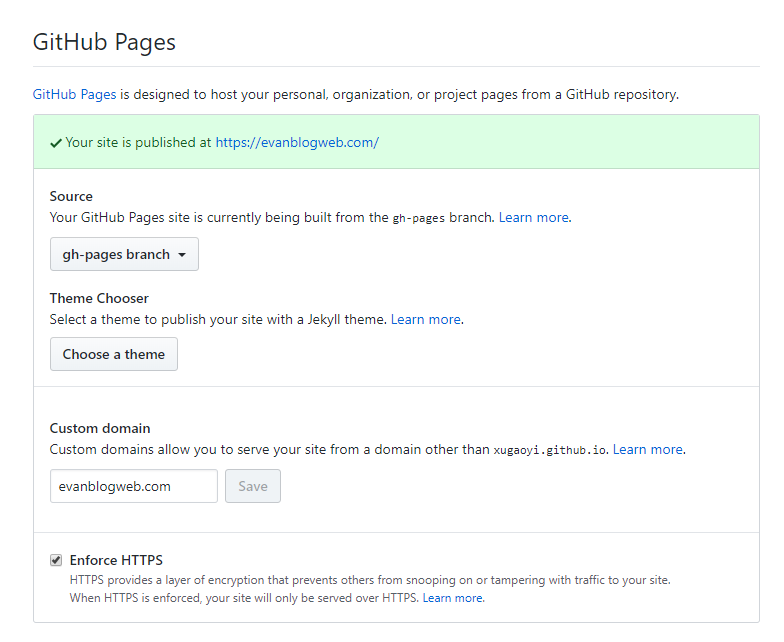 GitHub Pages
GitHub Pages is designed to host your personal, organization, or project pages from a GitHub repository.
Your site is published at https://evanblogweb.com/
Source
Your GitHub Pages site is currently being built from the gh-pages branch. Learn more.
gh-pages branch
Theme Chooser
Select a theme to publish your site with a Jekyll theme. Learn more.
Choose a theme
Custom domain
Custom domains allow you to serve your site from a domain other than xugaoyi.github.io. Learn more.
evanblogweb.com Save
Enforce HTTPS
HTTPS provides a layer of encryption that prevents others from snooping on or tampering with traffic to your site.
When HTTPS is enforced, your site will only be served over HTTPS. Learn more.